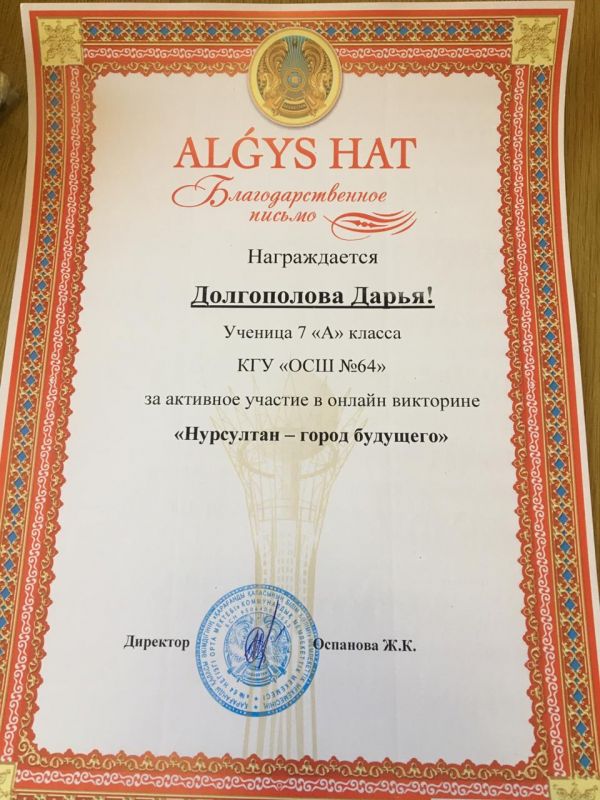 ALǴYS HAT
Благодарственное
письмо
Награждается
Долгополова Дарья!
Ученица 7 «А» класса
КГУ «ОСШ №64»
за активное участие в онлайн викторине
«Нурсултан – город будущего»
Директор
Оспанова Ж.К.